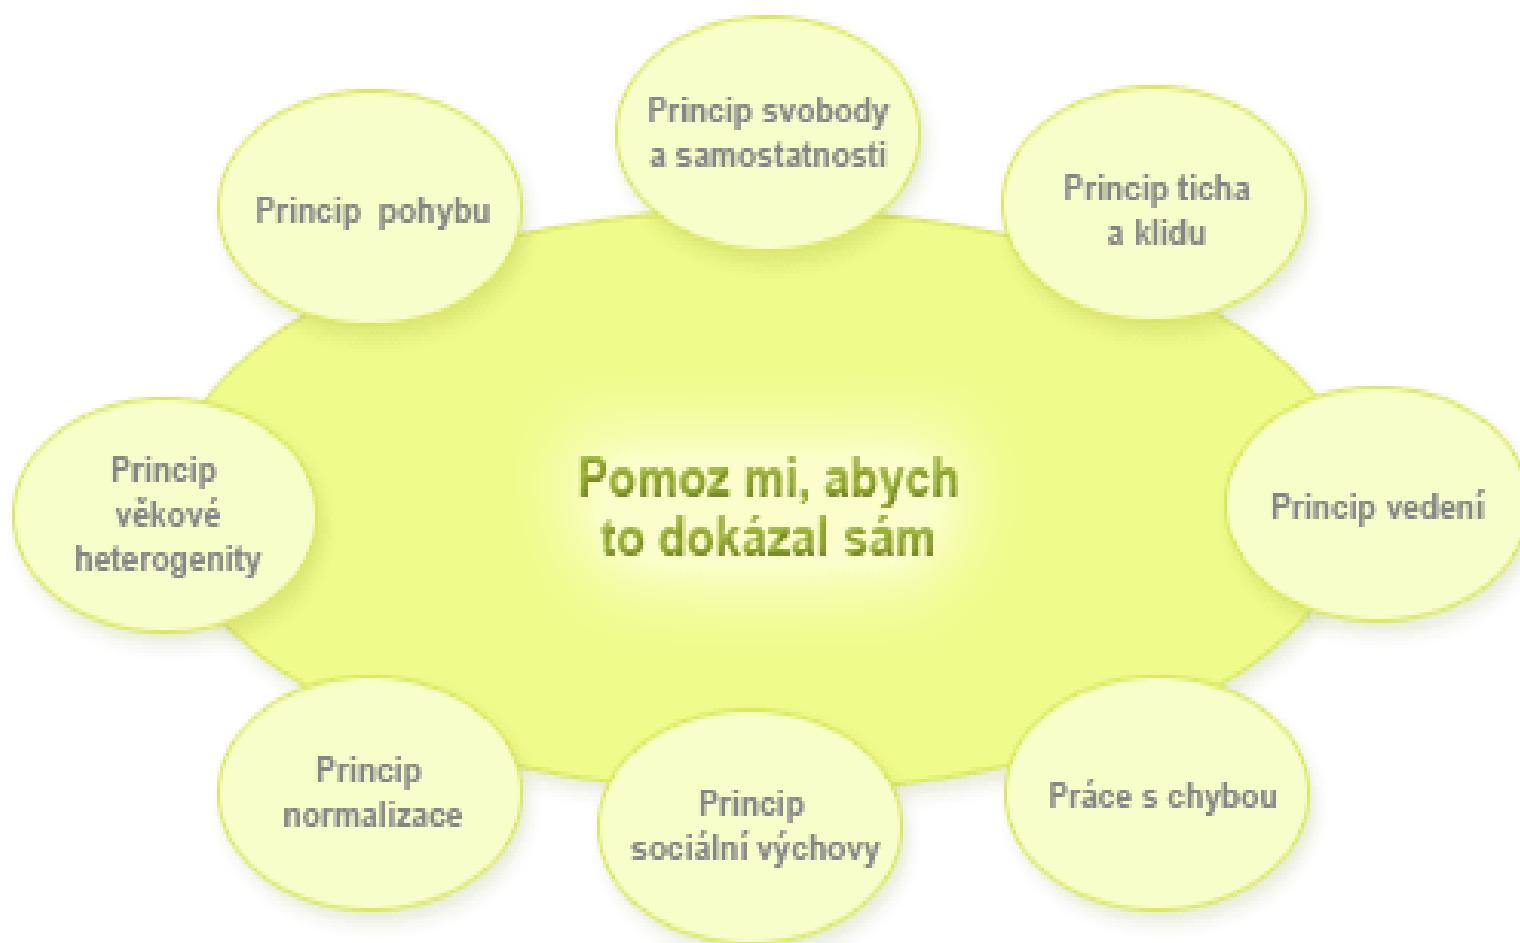 Princip svobody
a samostatnosti
Princip ticha
a klidu
Princip pohybu
Princip
věkové
heterogenity
Pomoz mi, abych
to dokázal sám
Princip vedení
Princip
normalizace
Princip
sociální výchovy
Práce s chybou